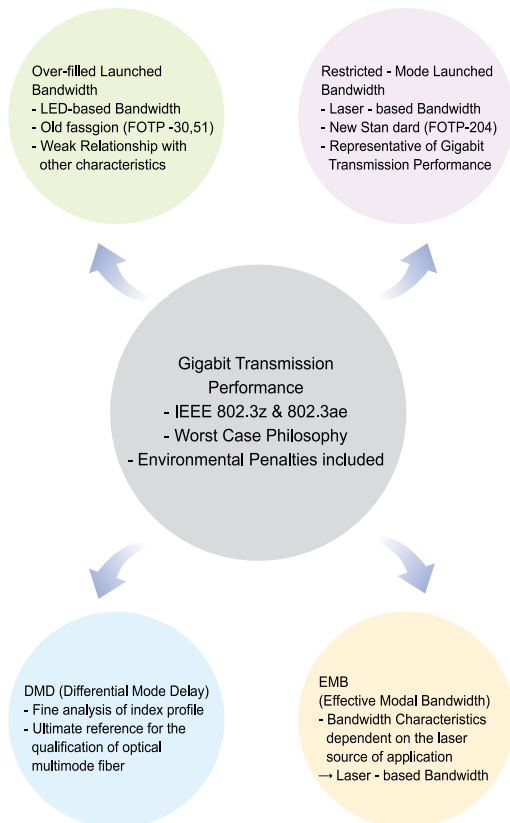 Over-filled Launched
Bandwidth
- LED-based Bandwidth
- Old fassgion (FOTP -30,51)
- Weak Relationship with
other characteristics
Restricted - Mode Launched
Bandwidth
- Laser - based Bandwidth
- New Stan dard (FOTP-204)
- Representative of Gigabit
Transmission Performance
Gigabit Transmission
Performance
- IEEE 802.3z & 802.3ae
- Worst Case Philosophy
- Environmental Penalties included
DMD (Differential Mode Delay)
- Fine analysis of index profile
- Ultimate reference for the
qualification of optical
multimode fiber
EMB
(Effective Modal Bandwidth)
- Bandwidth Characteristics
dependent on the laser
source of application
→ Laser - based Bandwidth